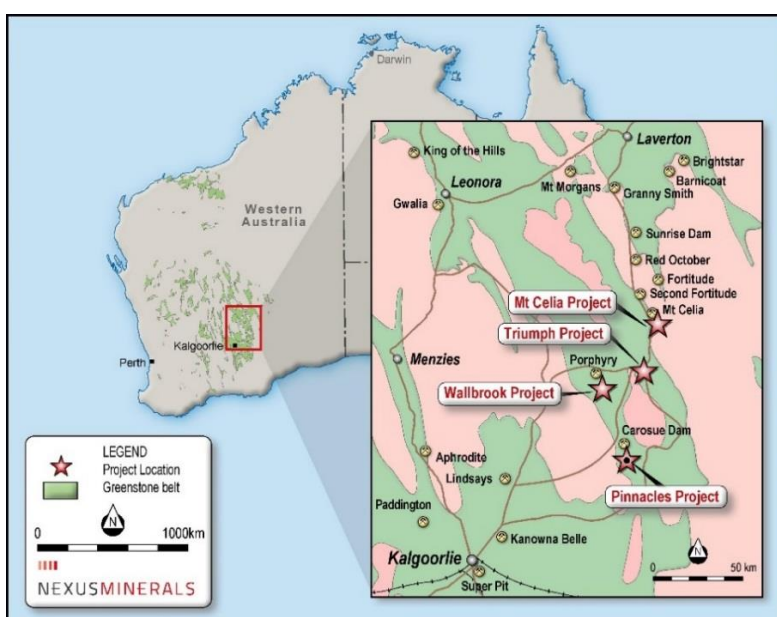 Darwin
Western
Australia
Kalgoorlie
Perth
King of the Hills
Leonora
Gwalia
Laverton
Brightstar
Barnicoat
Mt Morgans
Granny Smith
Sunrise Dam
Red October
Fortitude
Second Fortitude
Mt Celia
Mt Celia Project
Triumph Project
Menzies
Porphyry
Wallbrook Project
Carosue Dam
Aphrodite
Lindsays
Pinnacles Project
Paddington
Kanowna Belle
Kalgoorlie
Super Pit
N
0 50 km
LEGEND
Project Location
Greenstone belt
N
0 1000km
NEXUSMINERALS